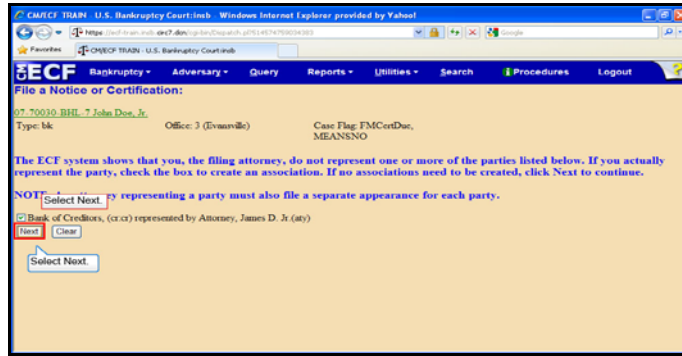 CM/ECF TRAIN - U.S. Bankruptcy Court:insb - Windows Internet Explorer provided by Yahoo!
Google
Favorites CM/ECF TRAIN - U.S. Bankruptcy Court:insb
ECF Bankruptcy Adversary Query Reports Utilities Search Procedures Logout ?
File a Notice or Certification:
07-70030-BHL-7 John Doe, Jr.
Type: bk Office: 3 (Evansville) Case Flag: FMCertDue,
MEANSNO
The ECF system shows that you, the filing attorney, do not represent one or more of the parties listed below. If you actually
represent the party, check the box to create an association. If no associations need to be created, click Next to continue.
NOTE: representing a party must also file a separate appearance for each party.
Select Next.
Bank of Creditors, (cr:cr) represented by Attorney, James D. Jr.(aty)
Next Clear
Select Next.